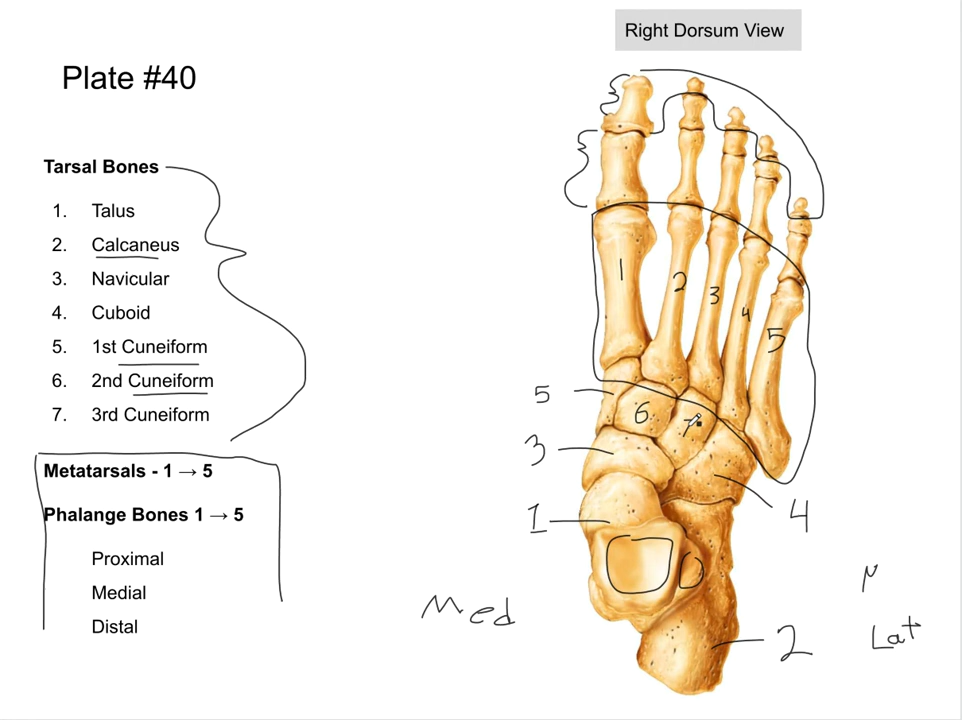 Right Dorsum View
Plate #40
Tarsal Bones
1. Talus
2. Calcaneus
3. Navicular
4. Cuboid
5. 1st Cuneiform
6. 2nd Cuneiform
7. 3rd Cuneiform
Metatarsals - 1 → 5
Phalange Bones 1 → 5
Proximal
Medial
Distal
1
2
3
4
5
5
6
7
3
1
4
Med
2
Lat